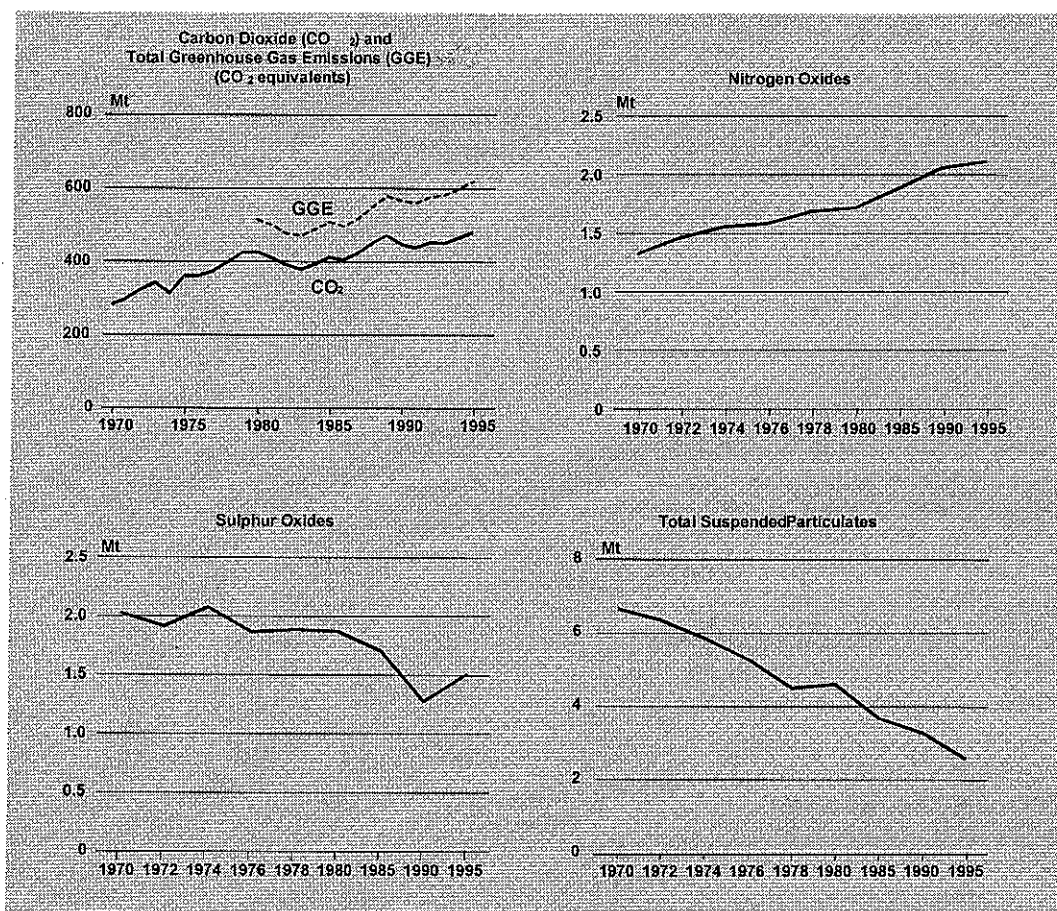 Carbon Dioxide (CO ₂) and
Total Greenhouse Gas Emissions (GGE)
(CO ₂ equivalents)
Mt
800
600
400
200
0
GGE
CO₂
1970 1975 1980 1985 1990 1995
Nitrogen Oxides
Mt
2.5
2.0
1.5
1.0
0.5
0
1970 1972 1974 1976 1978 1980 1985 1990 1995
Sulphur Oxides
Mt
2.5
2.0
1.5
1.0
0.5
0
1970 1972 1974 1976 1978 1980 1985 1990 1995
Total SuspendedParticulates
Mt
8
6
4
2
0
1970 1972 1974 1976 1978 1980 1985 1990 1995